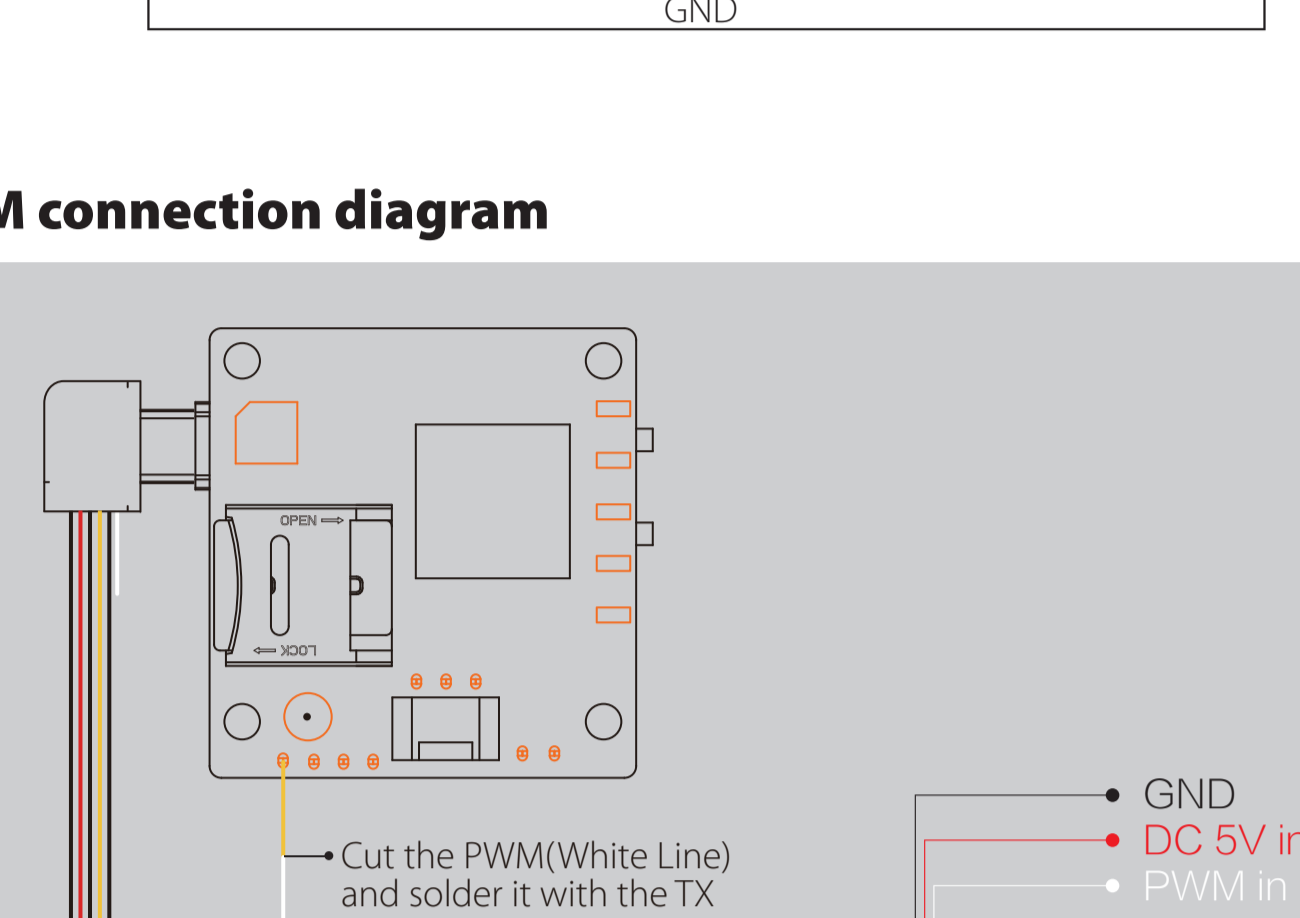 GND
M connection diagram
OPEN
LOCK
Cut the PWM(White Line)
and solder it with the TX
GND
DC 5V in
PWM in